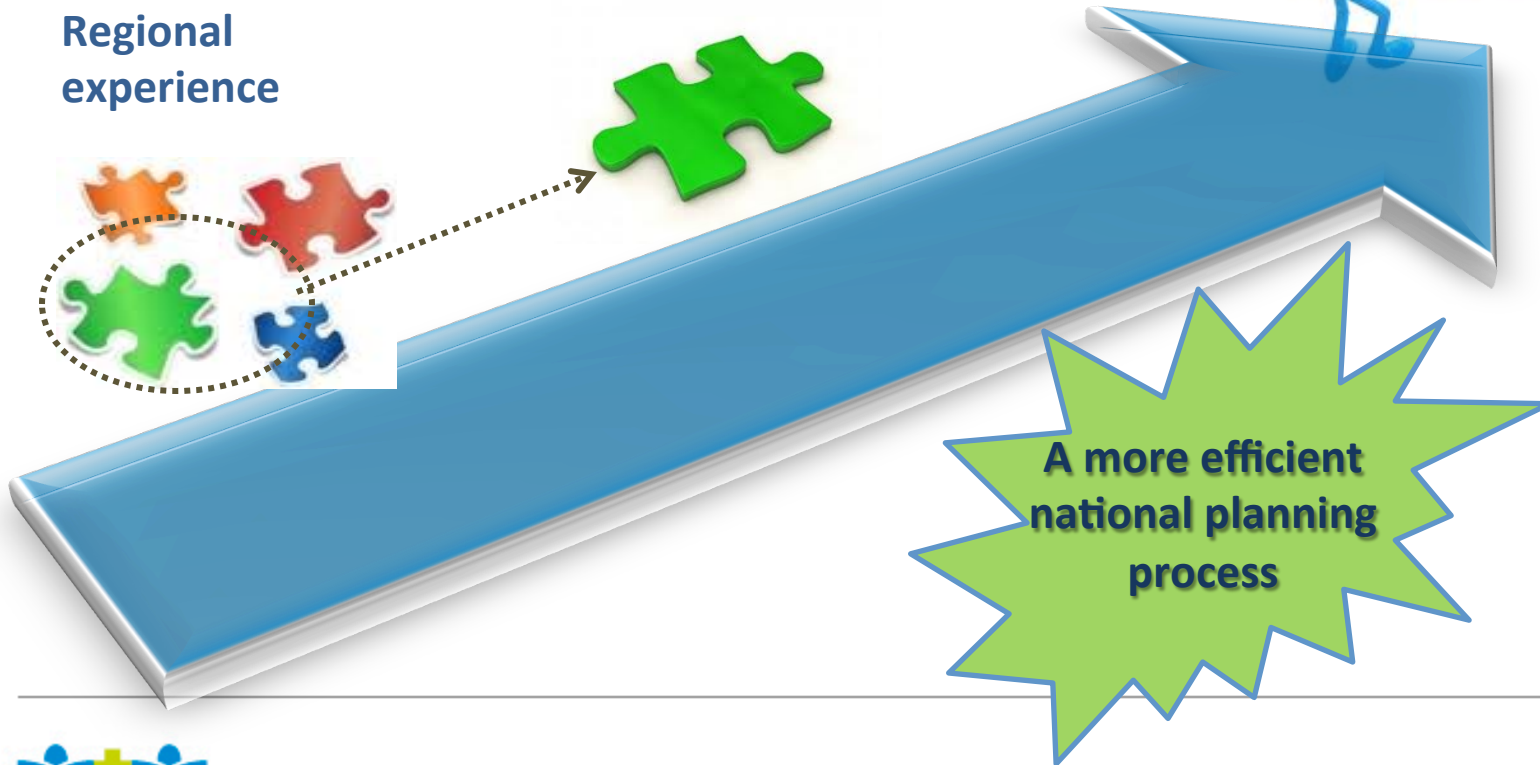 Regional
experience
A more efficient
national planning
process